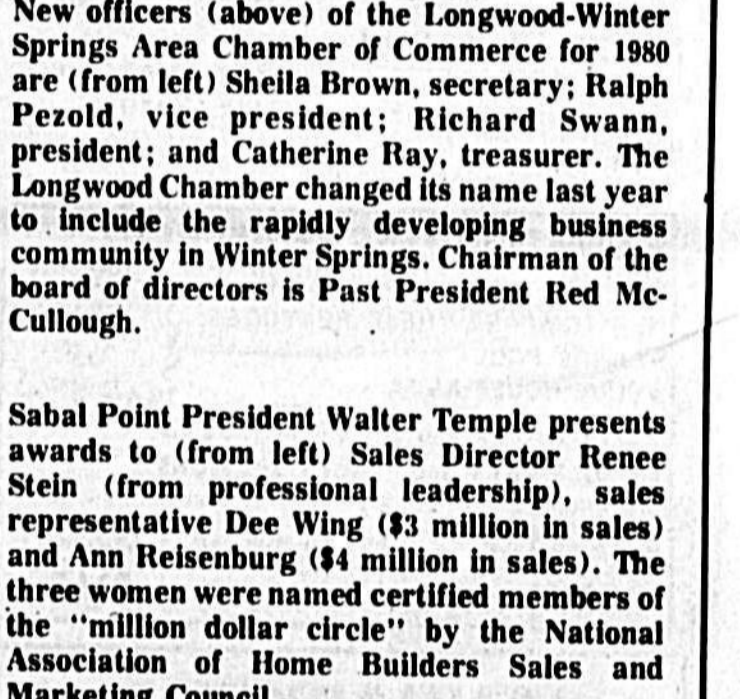 New officers (above) of the Longwood-Winter
Springs Area Chamber of Commerce for 1980
are (from left) Sheila Brown, secretary; Ralph
Pezold, vice president; Richard Swann,
president; and Catherine Ray, treasurer. The
Longwood Chamber changed its name last year
to include the rapidly developing business
community in Winter Springs. Chairman of the
board of directors is Past President Red Mc-
Cullough.
Sabal Point President Walter Temple presents
awards to (from left) Sales Director Renee
Stein (from professional leadership), sales
representative Dee Wing ($3 million in sales)
and Ann Reisenburg ($4 million in sales). The
three women were named certified members of
the "million dollar circle" by the National
Association of Home Builders Sales and
Marketing Council